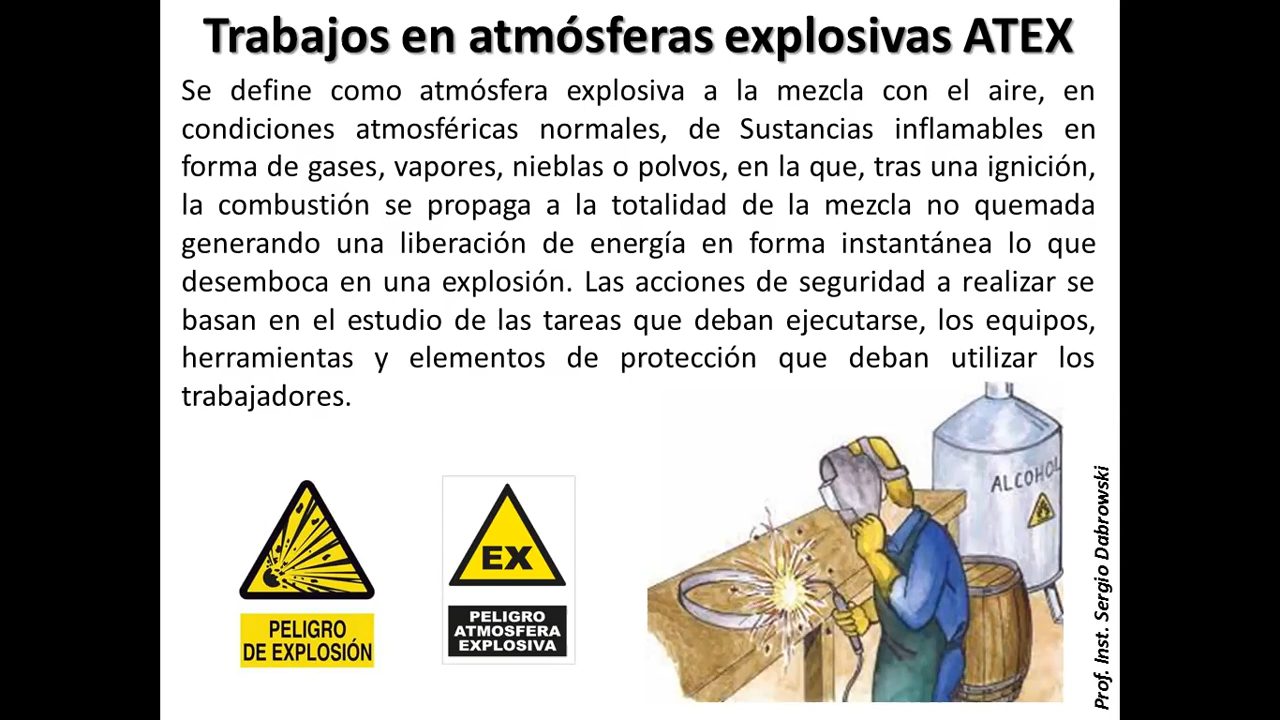 Trabajos en atmósferas explosivas ATEX
Se define como atmósfera explosiva a la mezcla con el aire, en
condiciones atmosféricas normales, de Sustancias inflamables en
forma de gases, vapores, nieblas o polvos, en la que, tras una ignición,
la combustión se propaga a la totalidad de la mezcla no quemada
generando una liberación de energía en forma instantánea lo que
desemboca en una explosión. Las acciones de seguridad a realizar se
basan en el estudio de las tareas que deban ejecutarse, los equipos,
herramientas y elementos de protección que deban utilizar los
trabajadores.
PELIGRO
DE EXPLOSIÓN
EX
PELIGRO
ATMOSFERA
EXPLOSIVA
ALCOHOL
Prof. Inst. Sergio Dabrowski